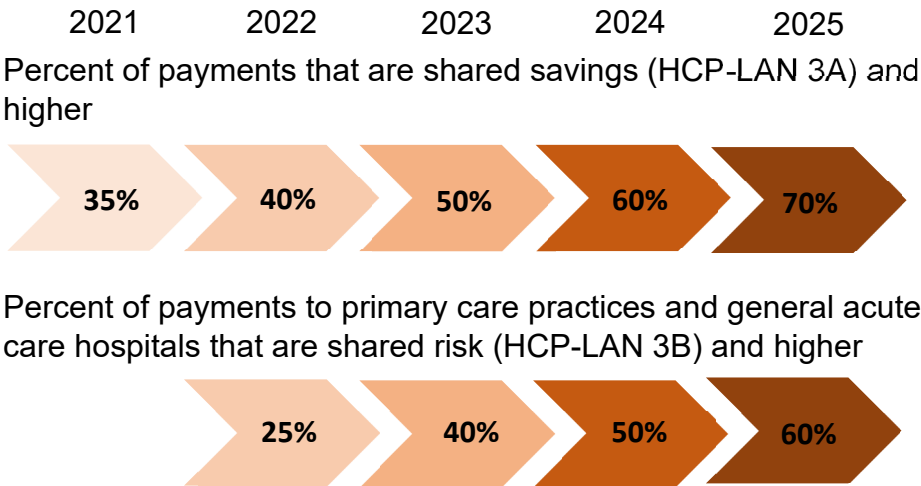 2021 2022 2023 2024 2025
Percent of payments that are shared savings (HCP-LAN 3A) and
higher
35% 40% 50% 60% 70%
Percent of payments to primary care practices and general acute
care hospitals that are shared risk (HCP-LAN 3B) and higher
25% 40% 50% 60%